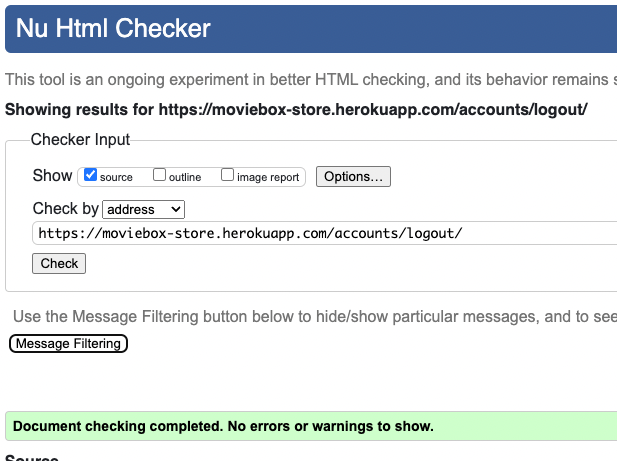 Nu Html Checker
This tool is an ongoing experiment in better HTML checking, and its behavior remains
Showing results for https://moviebox-store.herokuapp.com/accounts/logout/
Checker Input
Show source outline image report Options...
Check by address
https://moviebox-store.herokuapp.com/accounts/logout/
Check
Use the Message Filtering button below to hide/show particular messages, and to see
Message Filtering
Document checking completed. No errors or warnings to show.
Source